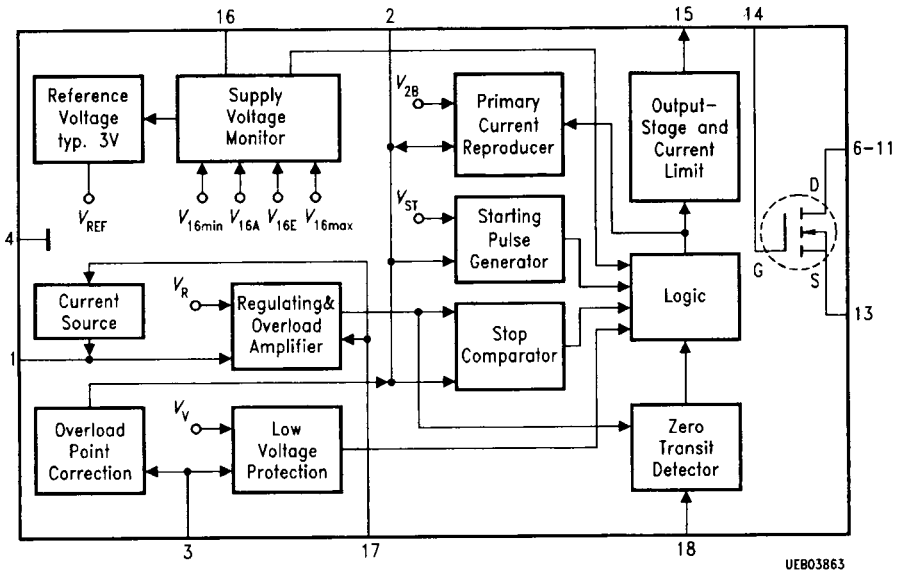 16
2
15
14
Reference
Voltage
typ. 3V
Supply
Voltage
Monitor
V2B
Primary
Current
Reproducer
Output-
Stage and
Current
Limit
6-11
VREF
V16min
V16A
V16E
V16max
VST
Starting
Pulse
Generator
D
G
S
4
Current
Source
VR
Regulating&
Overload
Amplifier
Stop
Comparator
Logic
13
1
Overload
Point
Correction
VV
Low
Voltage
Protection
Zero
Transit
Detector
3
17
18
UEB03863